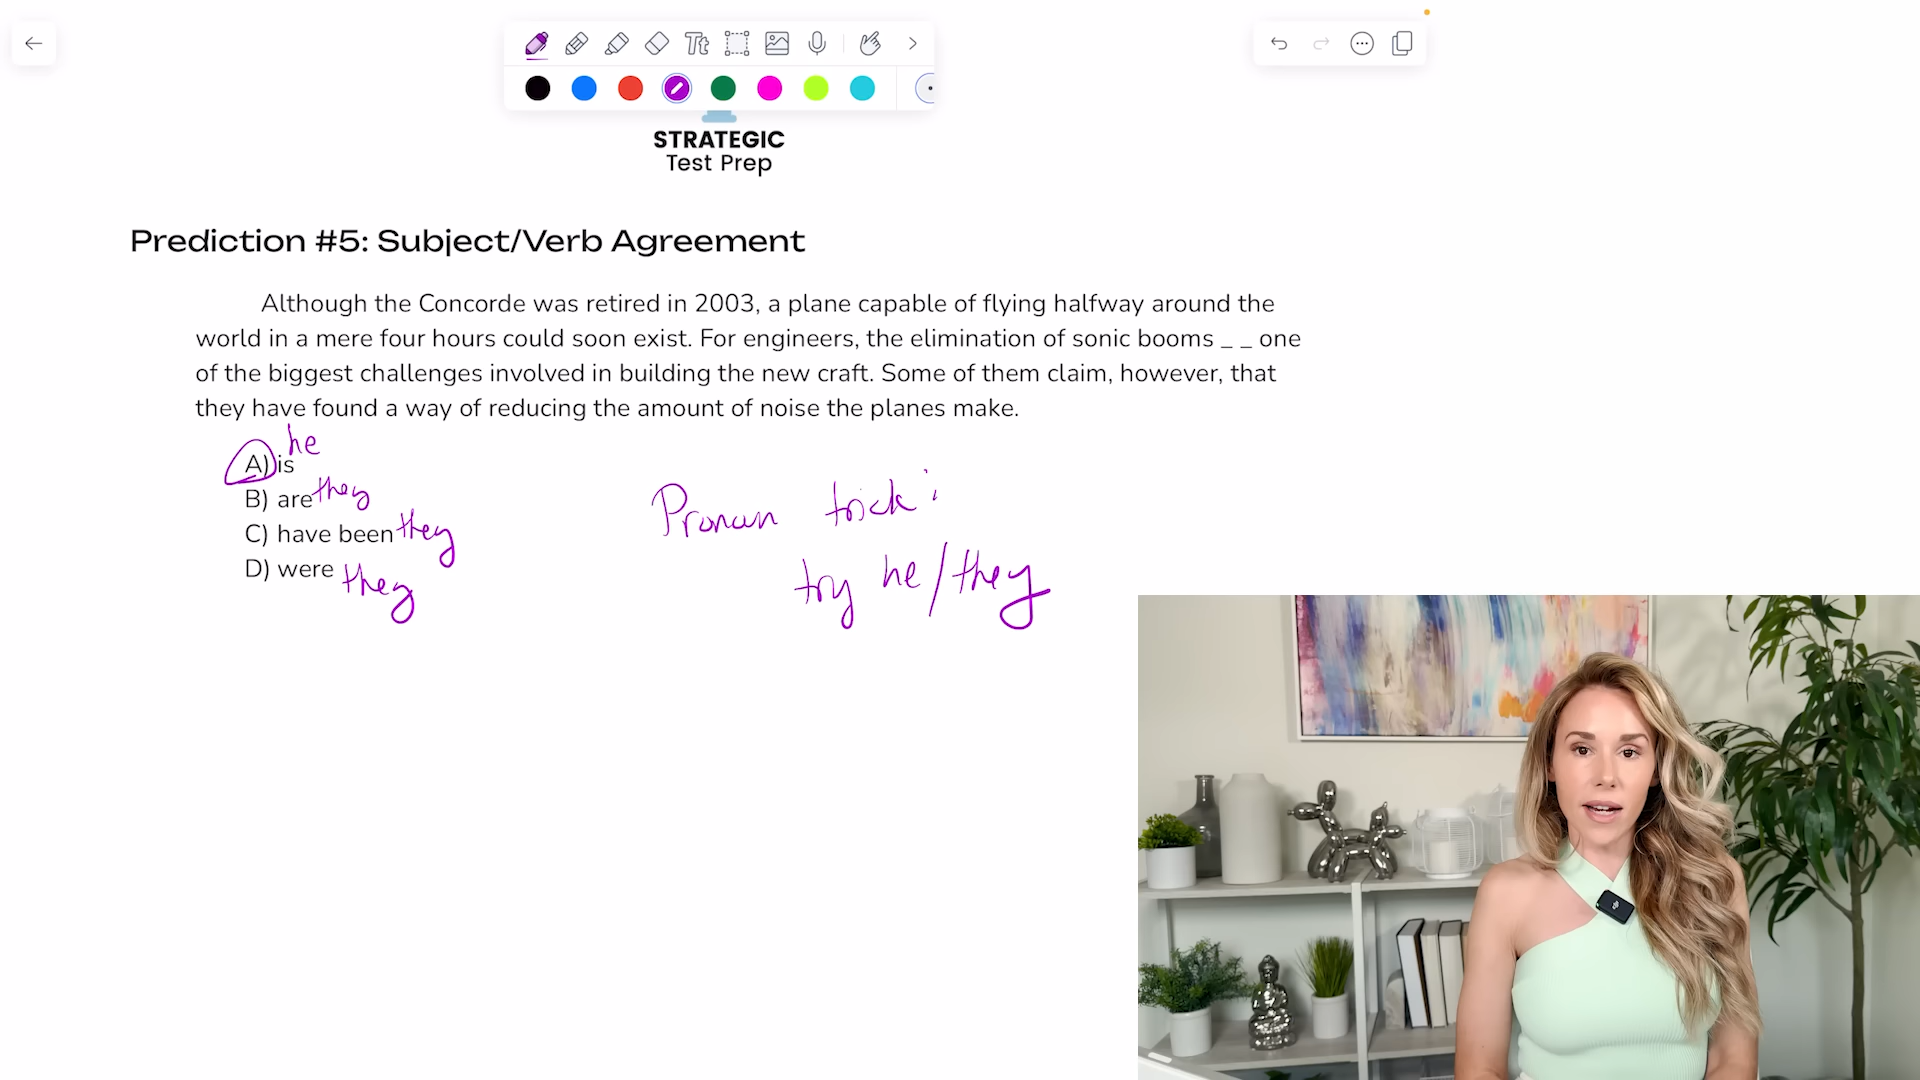 Tt
STRATEGIC
Test Prep
Prediction #5: Subject/Verb Agreement
Although the Concorde was retired in 2003, a plane capable of flying halfway around the
world in a mere four hours could soon exist. For engineers, the elimination of sonic booms _ _ one
of the biggest challenges involved in building the new craft. Some of them claim, however, that
they have found a way of reducing the amount of noise the planes make.
he
A) is
B) are they
C) have been they
D) were they
Pronoun trick:
try he/they